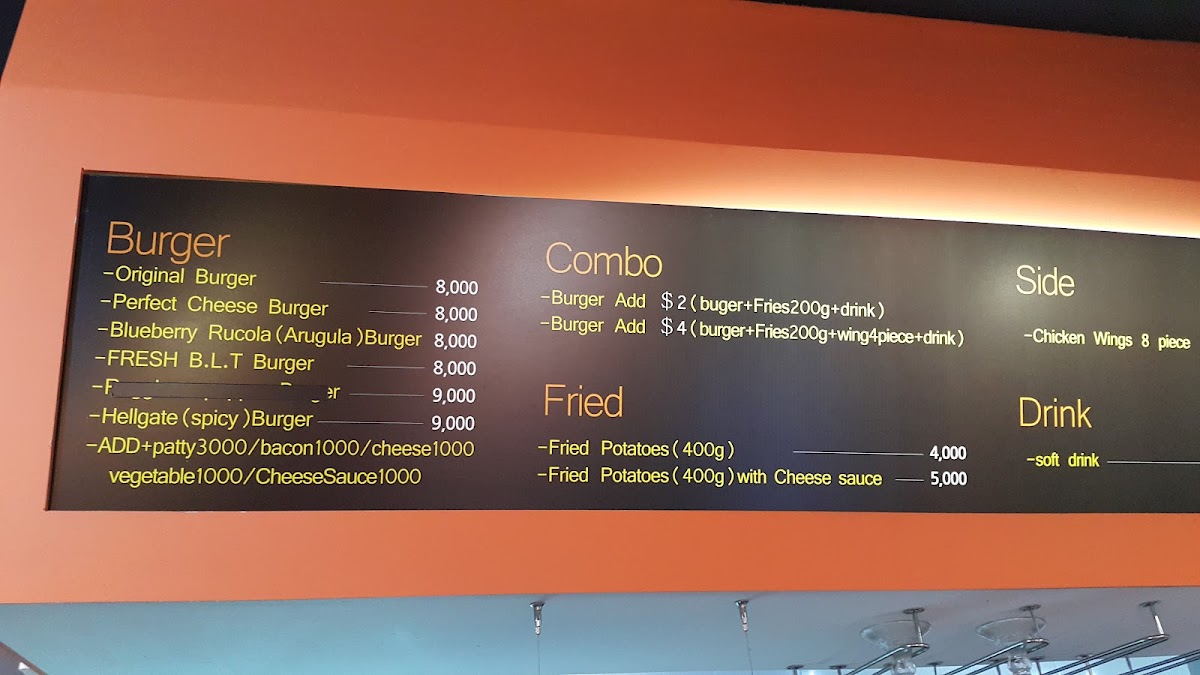 Burger
-Original Burger 8,000
-Perfect Cheese Burger 8,000
-Blueberry Rucola(Arugula)Burger 8,000
-FRESH B.L.T Burger 8,000
9,000
-Hellgate(spicy)Burger 9,000
-ADD+patty3000/bacon1000/cheese1000
vegetable1000/CheeseSauce1000
Combo
-Burger Add $2(buger+Fries200g+drink)
-Burger Add $4(burger+Fries200g+wing4piece+drink)
Fried
-Fried Potatoes(400g) 4,000
-Fried Potatoes(400g)with Cheese sauce 5,000
Side
-Chicken Wings 8 piece
Drink
-soft drink